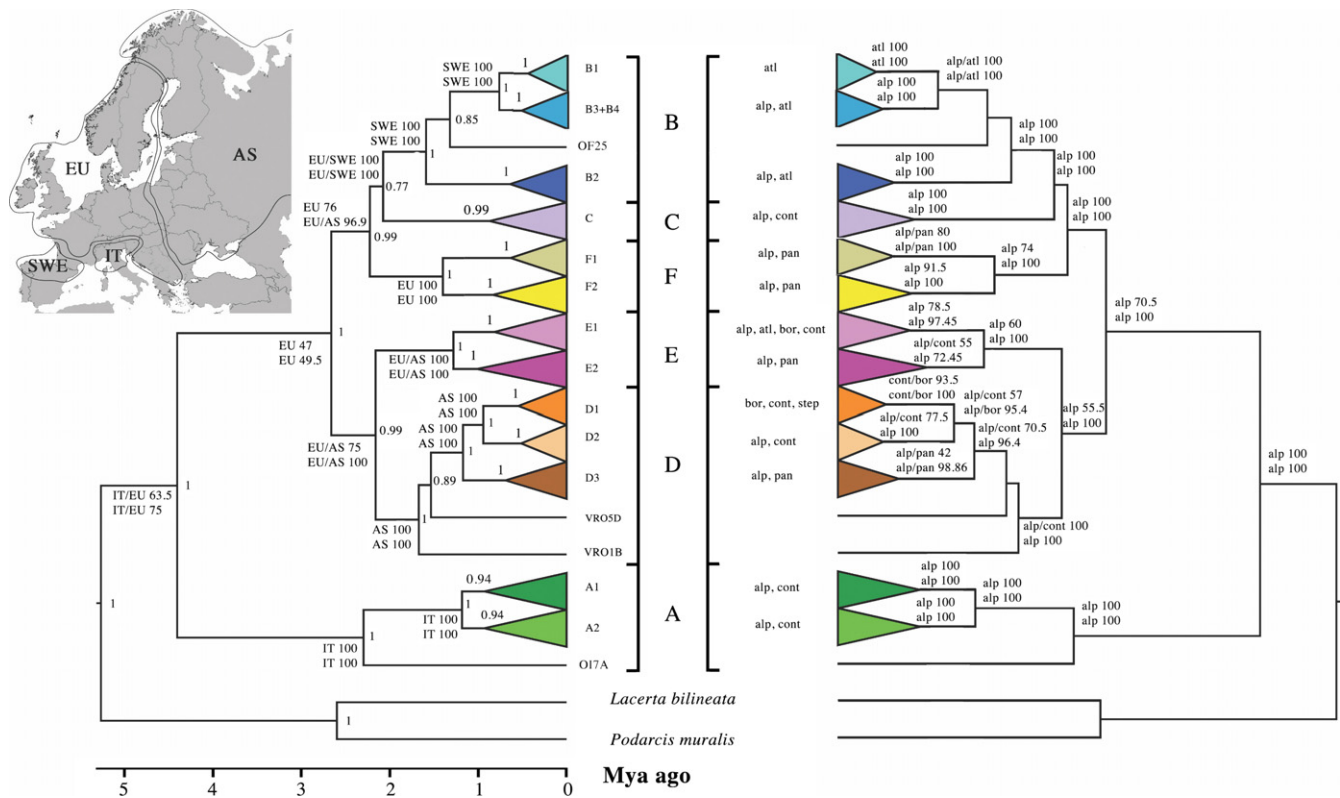 EU
AS
SWE
IT
SWE 100
SWE 100
1
1
1
B1
B3+B4
0.85
OF25
SWE 100
SWE 100
1
1
B2
EU/SWE 100
EU/SWE 100
0.77
0.99
C
EU 76
EU/AS 96.9
0.99
1
F1
1
EU 100
EU 100
1
F2
EU 47
EU 49.5
1
1
E1
EU/AS 100
EU/AS 100
1
1
E2
AS 100
AS 100
1
1
D1
AS 100
AS 100
1
1
D2
EU/AS 75
EU/AS 100
0.99
0.89
1
D3
VRO5D
AS 100
AS 100
1
VRO1B
IT/EU 63.5
IT/EU 75
1
0.94
A1
1
0.94
IT 100
IT 100
A2
1
IT 100
IT 100
OI7A
1
1
B
C
F
E
D
A
Lacerta bilineata
Podarcis muralis
atl
alp, atl
alp, atl
alp, cont
alp, pan
alp, pan
alp, atl, bor, cont
alp, pan
bor, cont, step
alp, cont
alp, pan
alp, cont
alp, cont
atl 100
atl 100
alp/atl 100
alp/atl 100
alp 100
alp 100
alp 100
alp 100
alp 100
alp 100
alp 100
alp 100
alp 100
alp 100
alp 100
alp 100
alp/pan 80
alp/pan 100
alp 74
alp 100
alp 91.5
alp 100
alp 70.5
alp 100
alp 78.5
alp 97.45
alp 60
alp 100
alp/cont 55
alp 72.45
cont/bor 93.5
cont/bor 100
alp/cont 57
alp/bor 95.4
alp/cont 77.5
alp 100
alp/cont 70.5
alp 96.4
alp 55.5
alp 100
alp/pan 42
alp/pan 98.86
alp 100
alp 100
alp/cont 100
alp 100
alp 100
alp 100
alp 100
alp 100
alp 100
alp 100
alp 100
alp 100
5
4
3
2
1
0
Mya ago